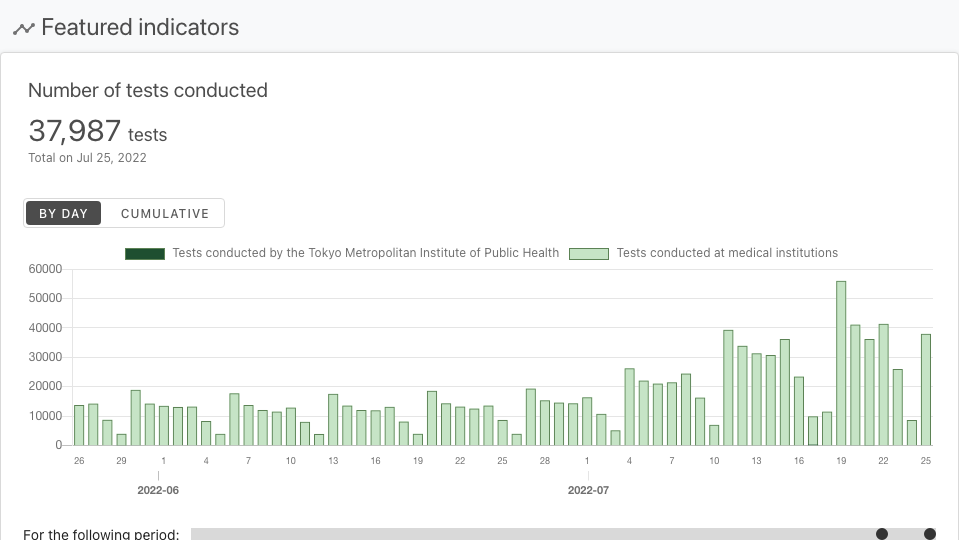 Featured indicators
Number of tests conducted
37,987 tests
Total on Jul 25, 2022
BY DAY CUMULATIVE
Tests conducted by the Tokyo Metropolitan Institute of Public Health Tests conducted at medical institutions
60000
50000
40000
30000
20000
10000
0
26 29 1 4 7 10 13 16 19 22 25 28 1 4 7 10 13 16 19 22 25
2022-06 2022-07
For the following period: